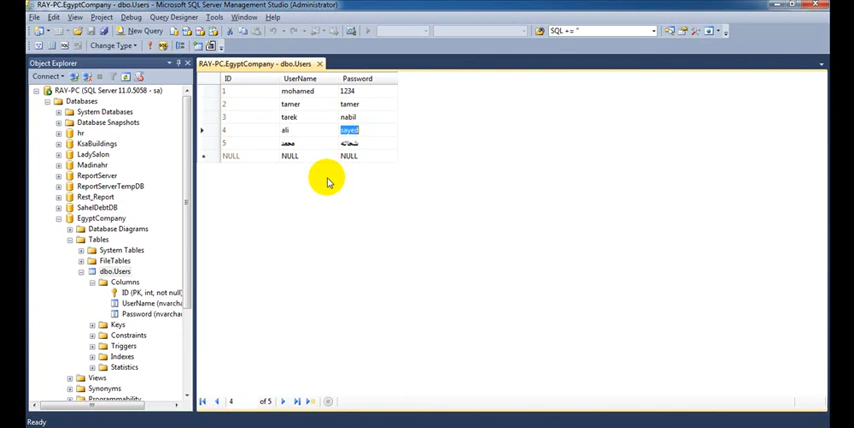 RAY-PC.EgyptCompany - dbo.Users - Microsoft SQL Server Management Studio (Administrator)
File Edit View Project Debug Query Designer Tools Window Help
New Query
SQL += "
Change Type
Object Explorer
Connect
RAY-PC (SQL Server 11.0.5058 - sa)
Databases
System Databases
Database Snapshots
hr
KsaBuildings
LadySalon
Madinahr
ReportServer
ReportServerTempDB
Rest_Report
SahelDebtDB
EgyptCompany
Database Diagrams
Tables
System Tables
FileTables
dbo.Users
Columns
ID (PK, int, not null)
UserName (nvarcha
Password (nvarchar
Keys
Constraints
Triggers
Indexes
Statistics
Views
Synonyms
Programmability
RAY-PC.EgyptCompany - dbo.Users
ID UserName Password
1 mohamed 1234
2 tamer tamer
3 tarek nabil
4 ali sayed
5 محمد شحاته
NULL NULL NULL
4 of 5
Ready